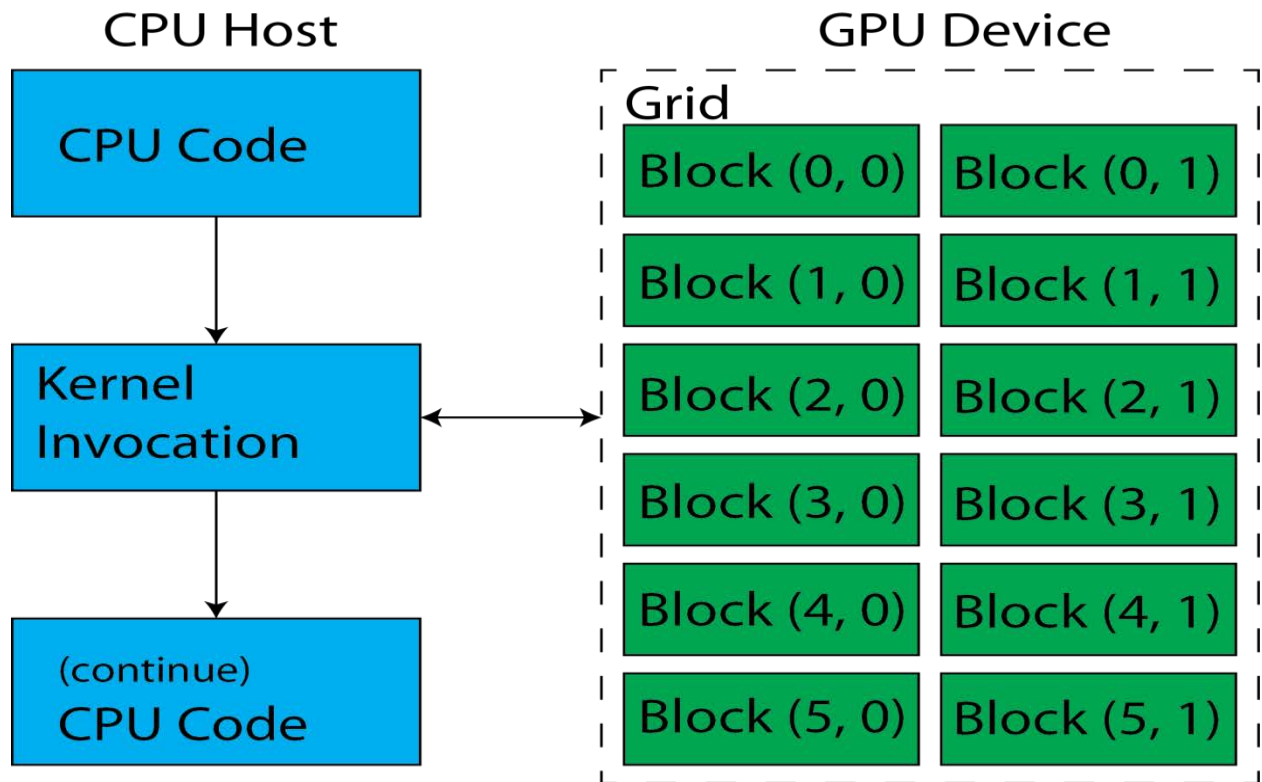 CPU Host
CPU Code
Kernel
Invocation
(continue)
CPU Code
GPU Device
Grid
Block (0, 0)
Block (0, 1)
Block (1, 0)
Block (1, 1)
Block (2, 0)
Block (2, 1)
Block (3, 0)
Block (3, 1)
Block (4, 0)
Block (4, 1)
Block (5, 0)
Block (5, 1)